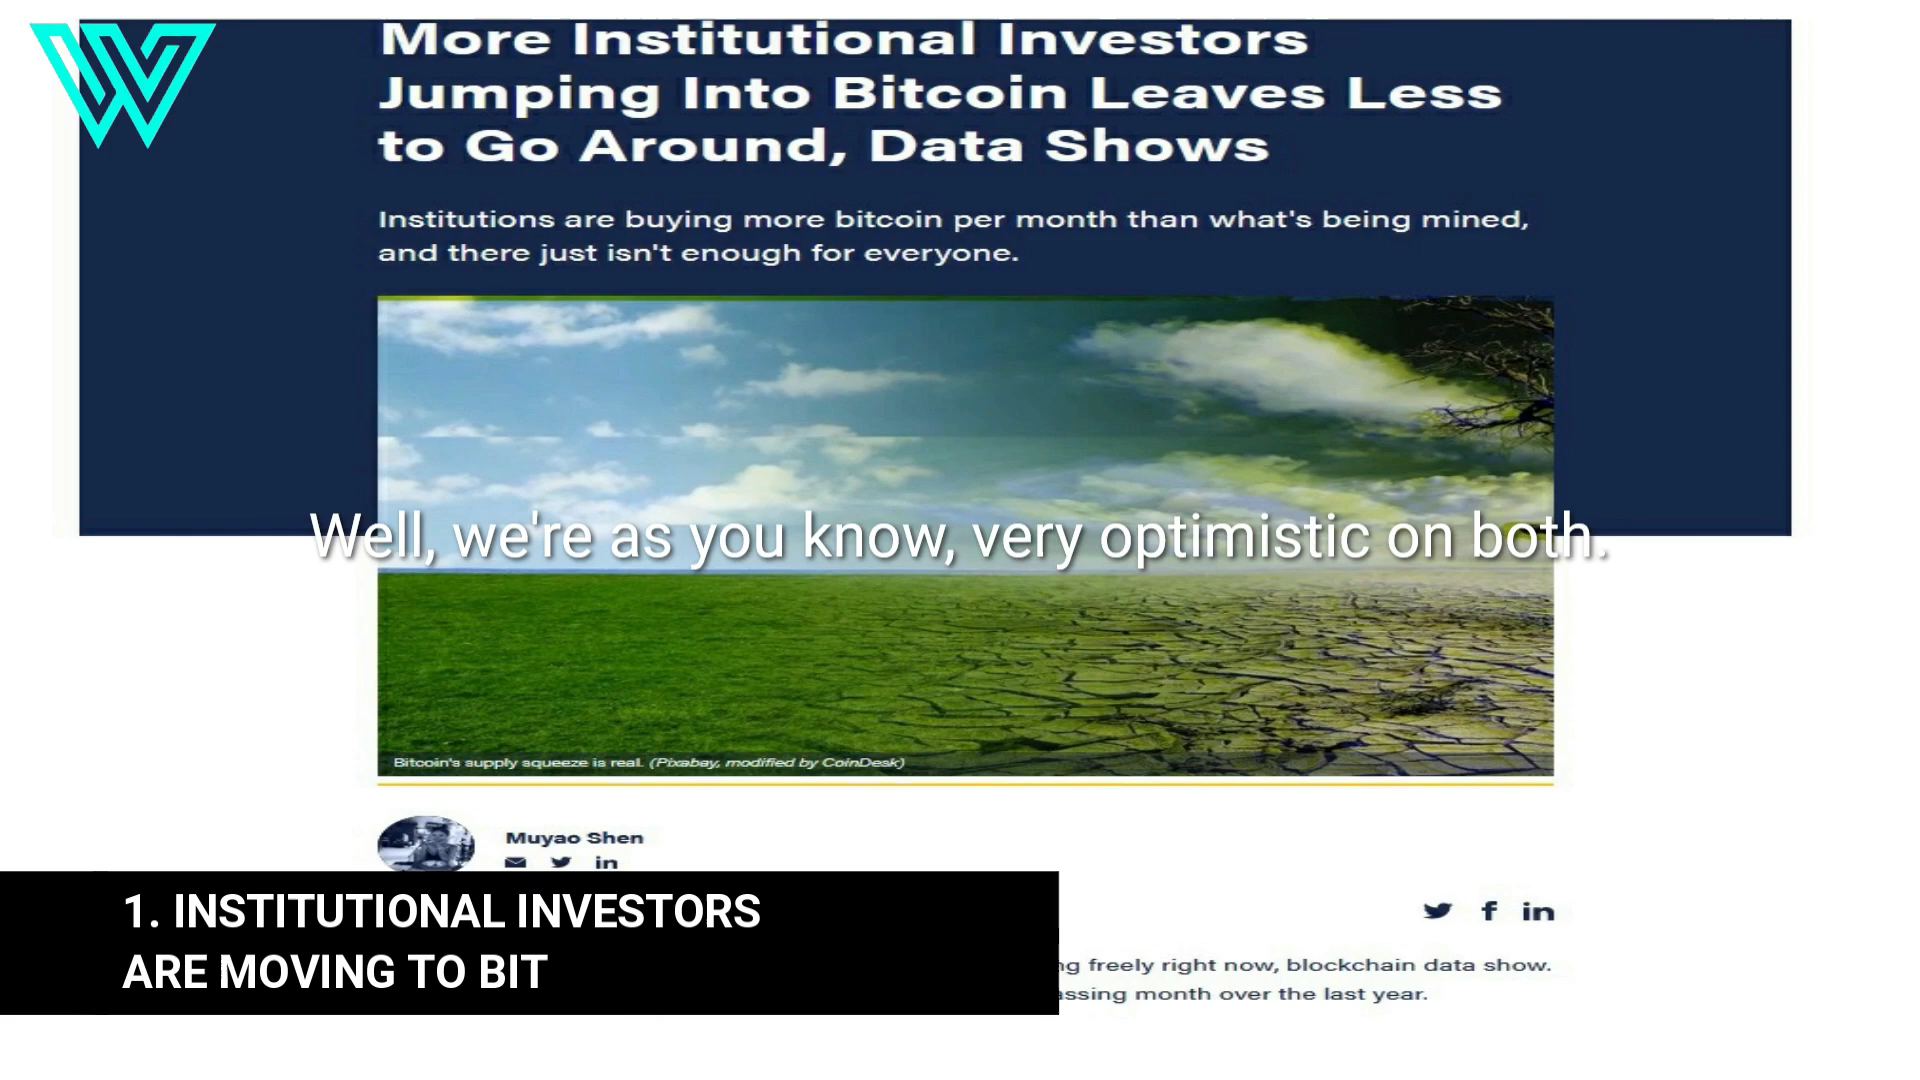 More Institutional Investors
Jumping Into Bitcoin Leaves Less
to Go Around, Data Shows
Institutions are buying more bitcoin per month than what's being mined,
and there just isn't enough for everyone.
Well, we're as you know, very optimistic on both.
Bitcoin's supply squeeze is real. (Pixabay, modified by CoinDesk)
Muyao Shen
1. INSTITUTIONAL INVESTORS
ARE MOVING TO BIT
freely right now, blockchain data show.
month over the last year.